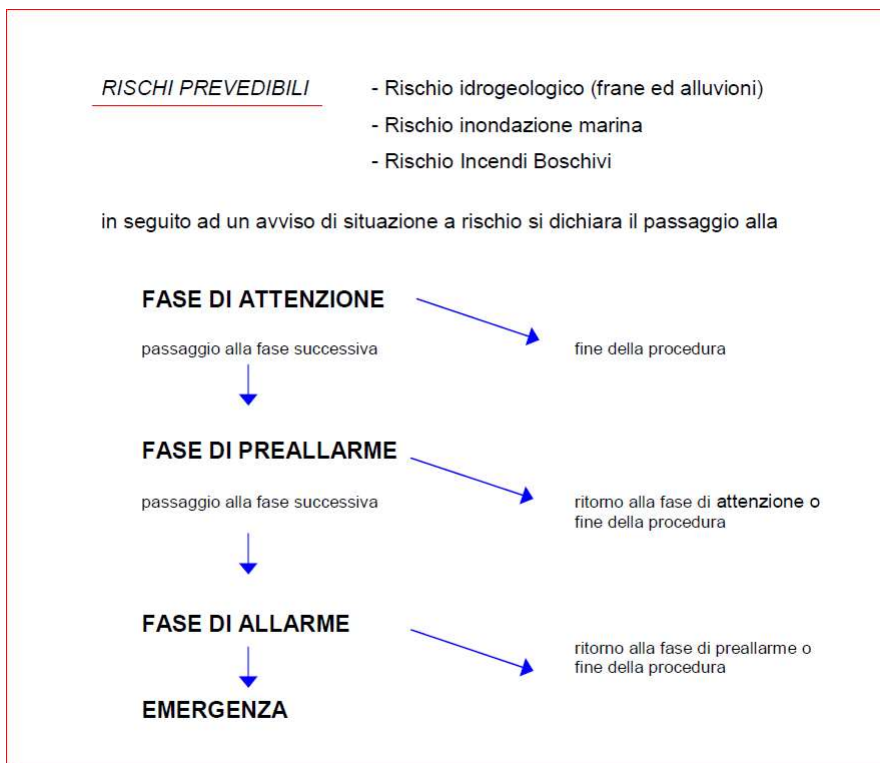 RISCHI PREVEDIBILI - Rischio idrogeologico (frane ed alluvioni)
- Rischio inondazione marina
- Rischio Incendi Boschivi
in seguito ad un avviso di situazione a rischio si dichiara il passaggio alla
FASE DI ATTENZIONE
passaggio alla fase successiva
fine della procedura
FASE DI PREALLARME
passaggio alla fase successiva
ritorno alla fase di attenzione o
fine della procedura
FASE DI ALLARME
ritorno alla fase di preallarme o
fine della procedura
EMERGENZA